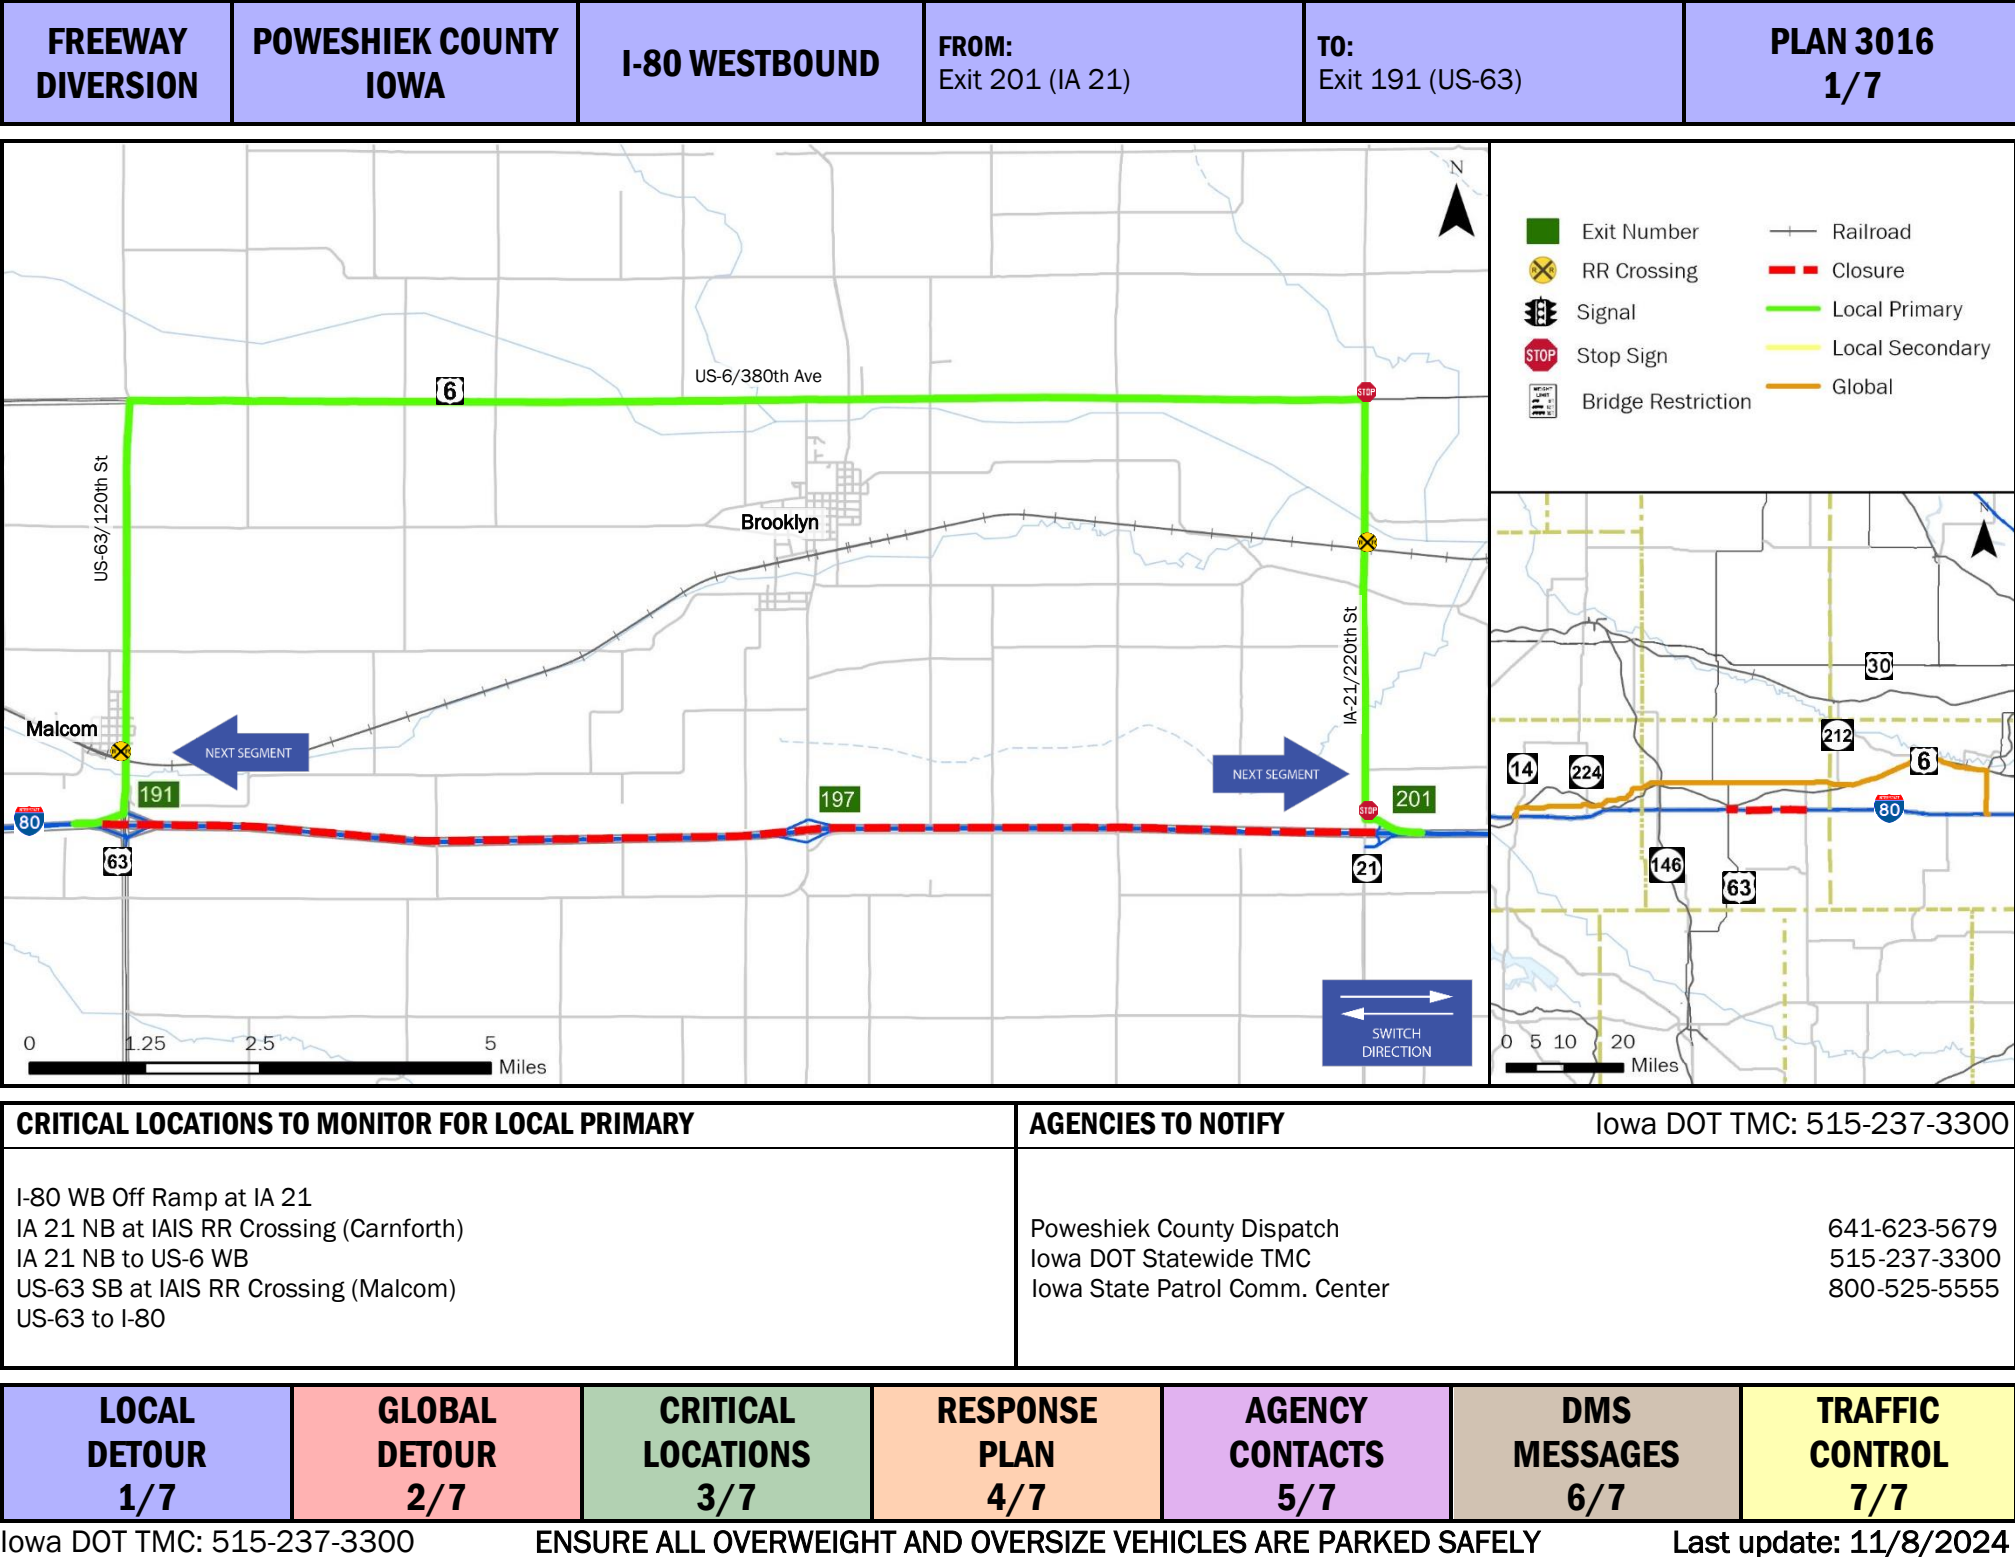 FREEWAY
DIVERSION
POWESHIEK COUNTY
IOWA
I-80 WESTBOUND
FROM:
Exit 201 (IA 21)
TO:
Exit 191 (US-63)
PLAN 3016
1/7
N
STOP
US-6/380th Ave
6
US-63/120th St
Brooklyn
IA-21/220th St
Malcom
NEXT SEGMENT
NEXT SEGMENT
191
197
STOP
201
80
63
21
0 1.25 2.5 5
Miles
SWITCH
DIRECTION
Exit Number
Railroad
RR Crossing
Closure
Signal
Local Primary
STOP
Stop Sign
Local Secondary
WEIGHT
LIMIT
Bridge Restriction
Global
N
30
212
14
224
6
80
146
63
0 5 10 20
Miles
CRITICAL LOCATIONS TO MONITOR FOR LOCAL PRIMARY
I-80 WB Off Ramp at IA 21
IA 21 NB at IAIS RR Crossing (Carnforth)
IA 21 NB to US-6 WB
US-63 SB at IAIS RR Crossing (Malcom)
US-63 to I-80
AGENCIES TO NOTIFY Iowa DOT TMC: 515-237-3300
Poweshiek County Dispatch 641-623-5679
Iowa DOT Statewide TMC 515-237-3300
Iowa State Patrol Comm. Center 800-525-5555
LOCAL
DETOUR
1/7
GLOBAL
DETOUR
2/7
CRITICAL
LOCATIONS
3/7
RESPONSE
PLAN
4/7
AGENCY
CONTACTS
5/7
DMS
MESSAGES
6/7
TRAFFIC
CONTROL
7/7
Iowa DOT TMC: 515-237-3300 ENSURE ALL OVERWEIGHT AND OVERSIZE VEHICLES ARE PARKED SAFELY Last update: 11/8/2024